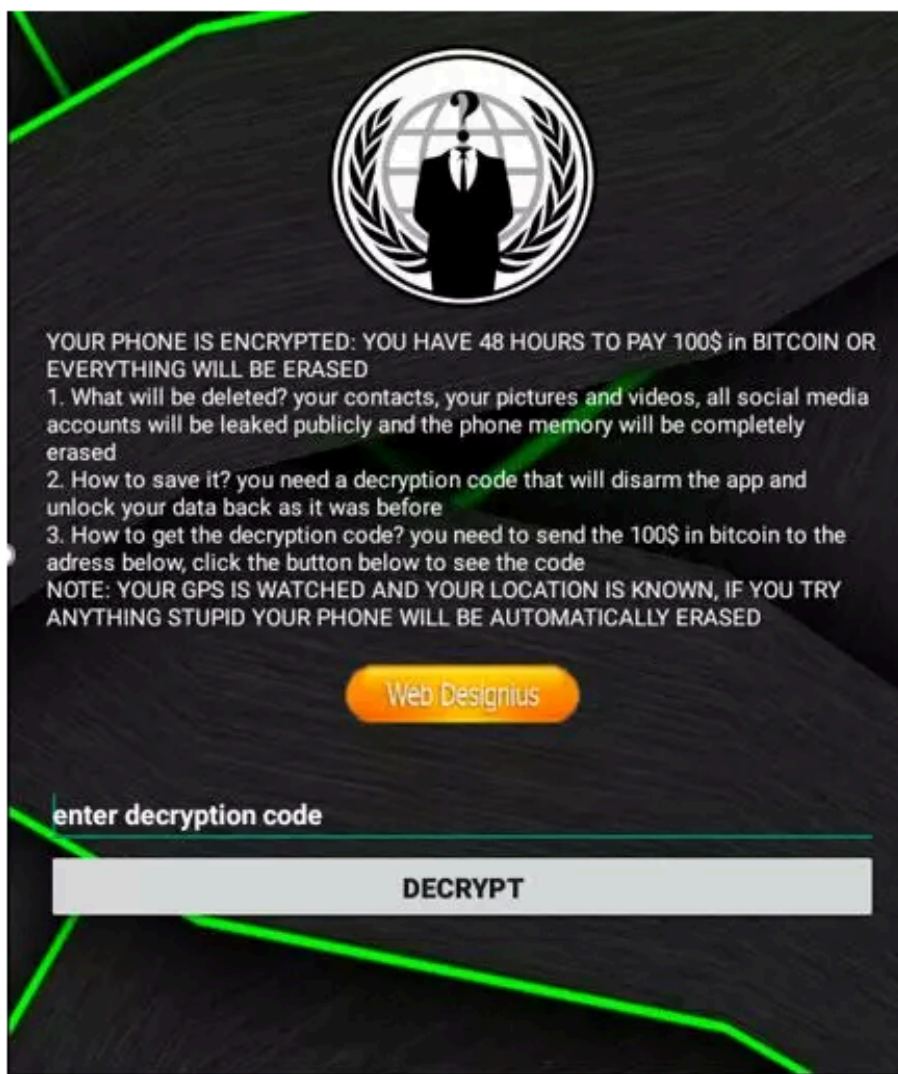 ?
YOUR PHONE IS ENCRYPTED: YOU HAVE 48 HOURS TO PAY 100$ in BITCOIN OR
EVERYTHING WILL BE ERASED
1. What will be deleted? your contacts, your pictures and videos, all social media
accounts will be leaked publicly and the phone memory will be completely
erased
2. How to save it? you need a decryption code that will disarm the app and
unlock your data back as it was before
3. How to get the decryption code? you need to send the 100$ in bitcoin to the
adress below, click the button below to see the code
NOTE: YOUR GPS IS WATCHED AND YOUR LOCATION IS KNOWN, IF YOU TRY
ANYTHING STUPID YOUR PHONE WILL BE AUTOMATICALLY ERASED
Web Designius
enter decryption code
DECRYPT